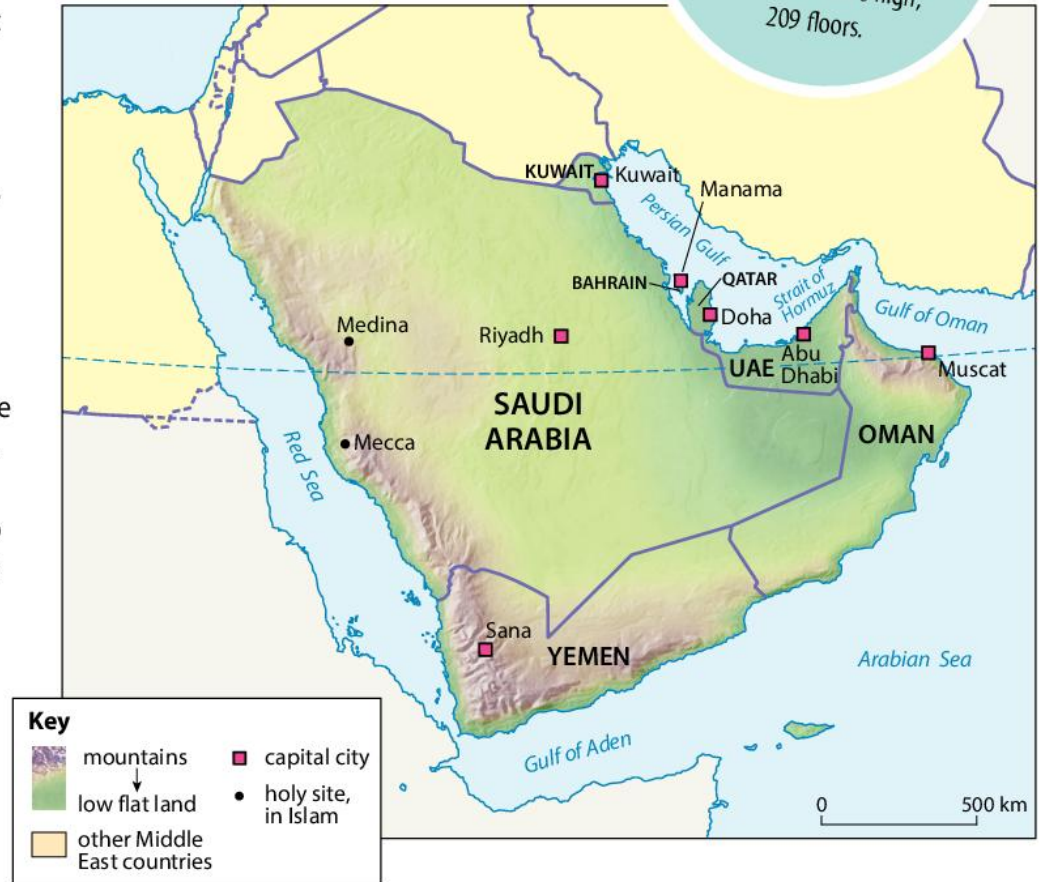 209 floors.
KUWAIT
Kuwait
Manama
Persian Gulf
BAHRAIN
QATAR
Strait of
Hormuz
Gulf of Oman
Medina
Riyadh
Doha
UAE
Abu
Dhabi
Muscat
SAUDI
ARABIA
OMAN
Mecca
Red Sea
Sana
YEMEN
Arabian Sea
Gulf of Aden
Key
mountains
low flat land
other Middle
East countries
capital city
holy site,
in Islam
0 500 km